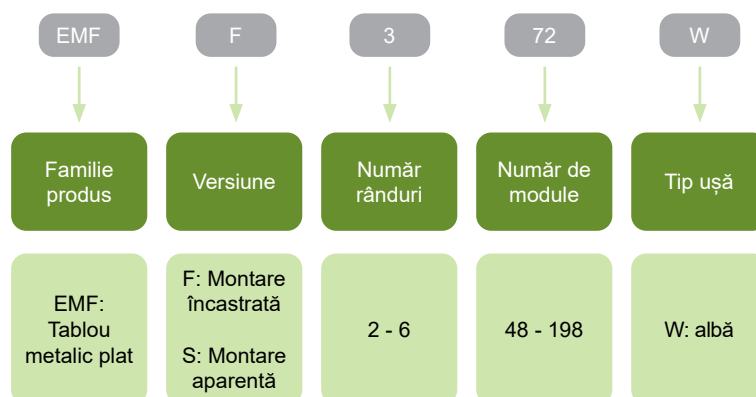 EMF
F
3
72
W
Familie
produs
Versiune
Număr
rânduri
Număr de
module
Tip ușă
EMF:
Tablou
metalic plat
F: Montare
încastrată
S: Montare
aparentă
2 - 6
48 - 198
W: albă